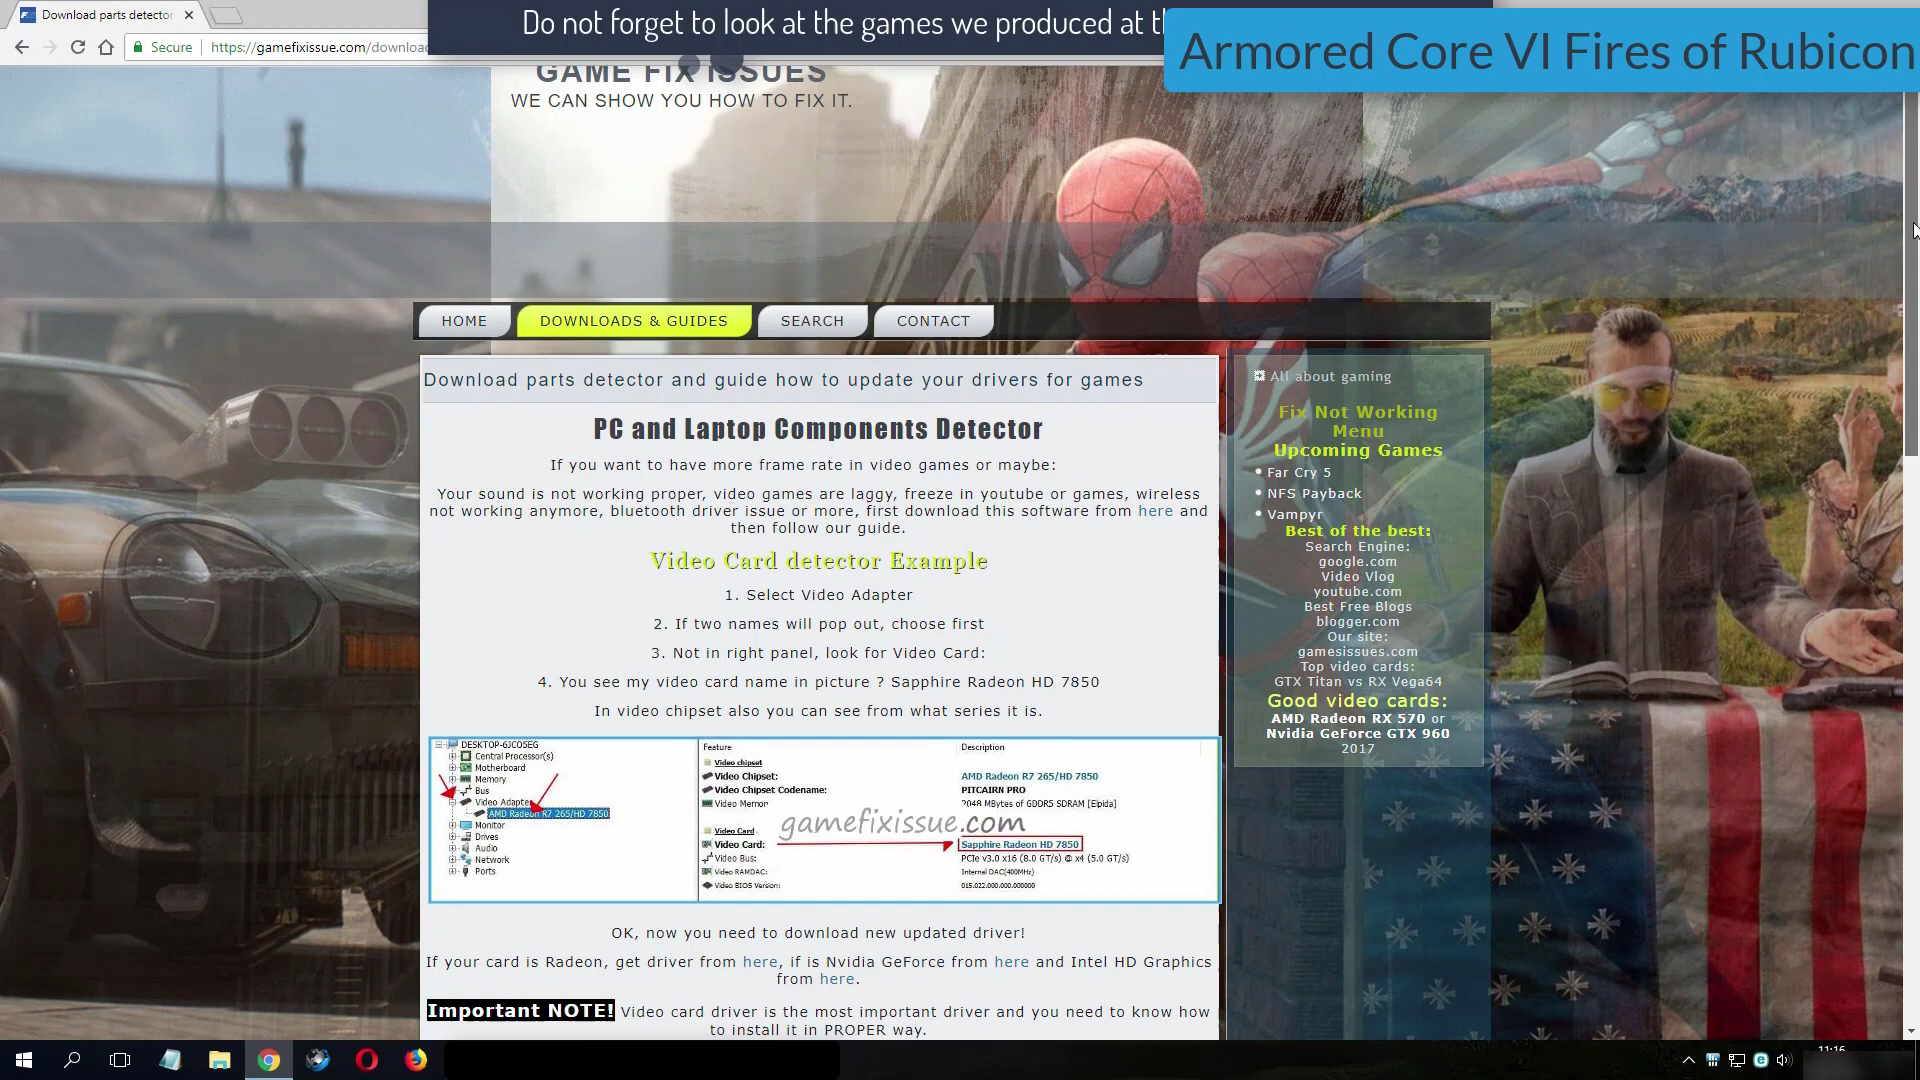 Download parts detector
Do not forget to look at the games we produced at
Armored Core VI Fires of Rubicon
Secure
https://gamefixissue.com/download
GAME FIX ISSUES
WE CAN SHOW YOU HOW TO FIX IT.
HOME
DOWNLOADS & GUIDES
SEARCH
CONTACT
Download parts detector and guide how to update your drivers for games
PC and Laptop Components Detector
If you want to have more frame rate in video games or maybe:
Your sound is not working proper, video games are laggy, freeze in youtube or games, wireless
not working anymore, bluetooth driver issue or more, first download this software from here and
then follow our guide.
Video Card detector Example
1. Select Video Adapter
2. If two names will pop out, choose first
3. Not in right panel, look for Video Card:
4. You see my video card name in picture ? Sapphire Radeon HD 7850
In video chipset also you can see from what series it is.
DESKTOP-6JCO5EG
Central Processor(s)
Motherboard
Memory
Bus
Video Adapter
AMD Radeon R7 265/HD 7850
Monitor
Drives
Audio
Network
Ports
Feature
Description
Video chipset
Video Chipset:
AMD Radeon R7 265/HD 7850
Video Chipset Codename:
PITCAIRN PRO
Video Memor
2048 MBytes of GDDR5 SDRAM [Elpida]
gamefixissue.com
Video Card
Video Card:
Sapphire Radeon HD 7850
Video Bus:
PCIe v3.0 x16 (8.0 GT/s) @ x4 (5.0 GT/s)
Video RAMDAC:
Internal DAC(400MHz)
Video BIOS Version:
015.022.000.000.000000
OK, now you need to download new updated driver!
If your card is Radeon, get driver from here, if is Nvidia GeForce from here and Intel HD Graphics
from here.
Important NOTE! Video card driver is the most important driver and you need to know how
to install it in PROPER way.
All about gaming
Fix Not Working
Menu
Upcoming Games
Far Cry 5
NFS Payback
Vampyr
Best of the best:
Search Engine:
google.com
Video Vlog
youtube.com
Best Free Blogs
blogger.com
Our site:
gamesissues.com
Top video cards:
GTX Titan vs RX Vega64
Good video cards:
AMD Radeon RX 570 or
Nvidia GeForce GTX 960
2017
11:16